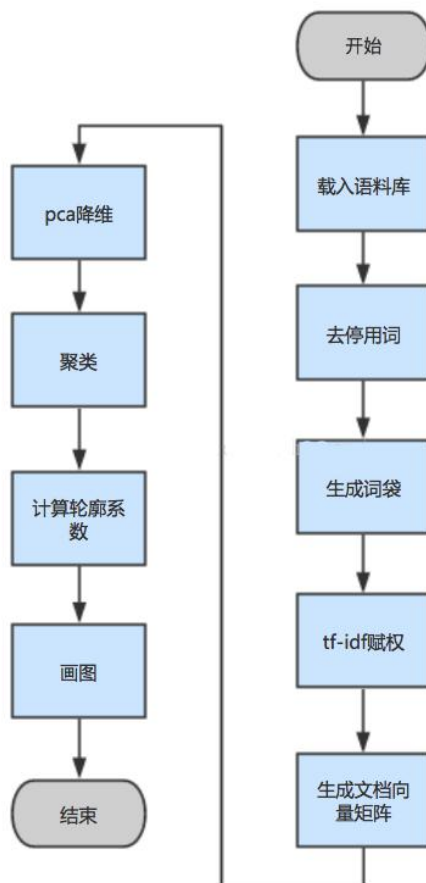 开始
载入语料库
去停用词
生成词袋
tf-idf赋权
生成文档向
量矩阵
pca降维
聚类
计算轮廓系
数
画图
结束